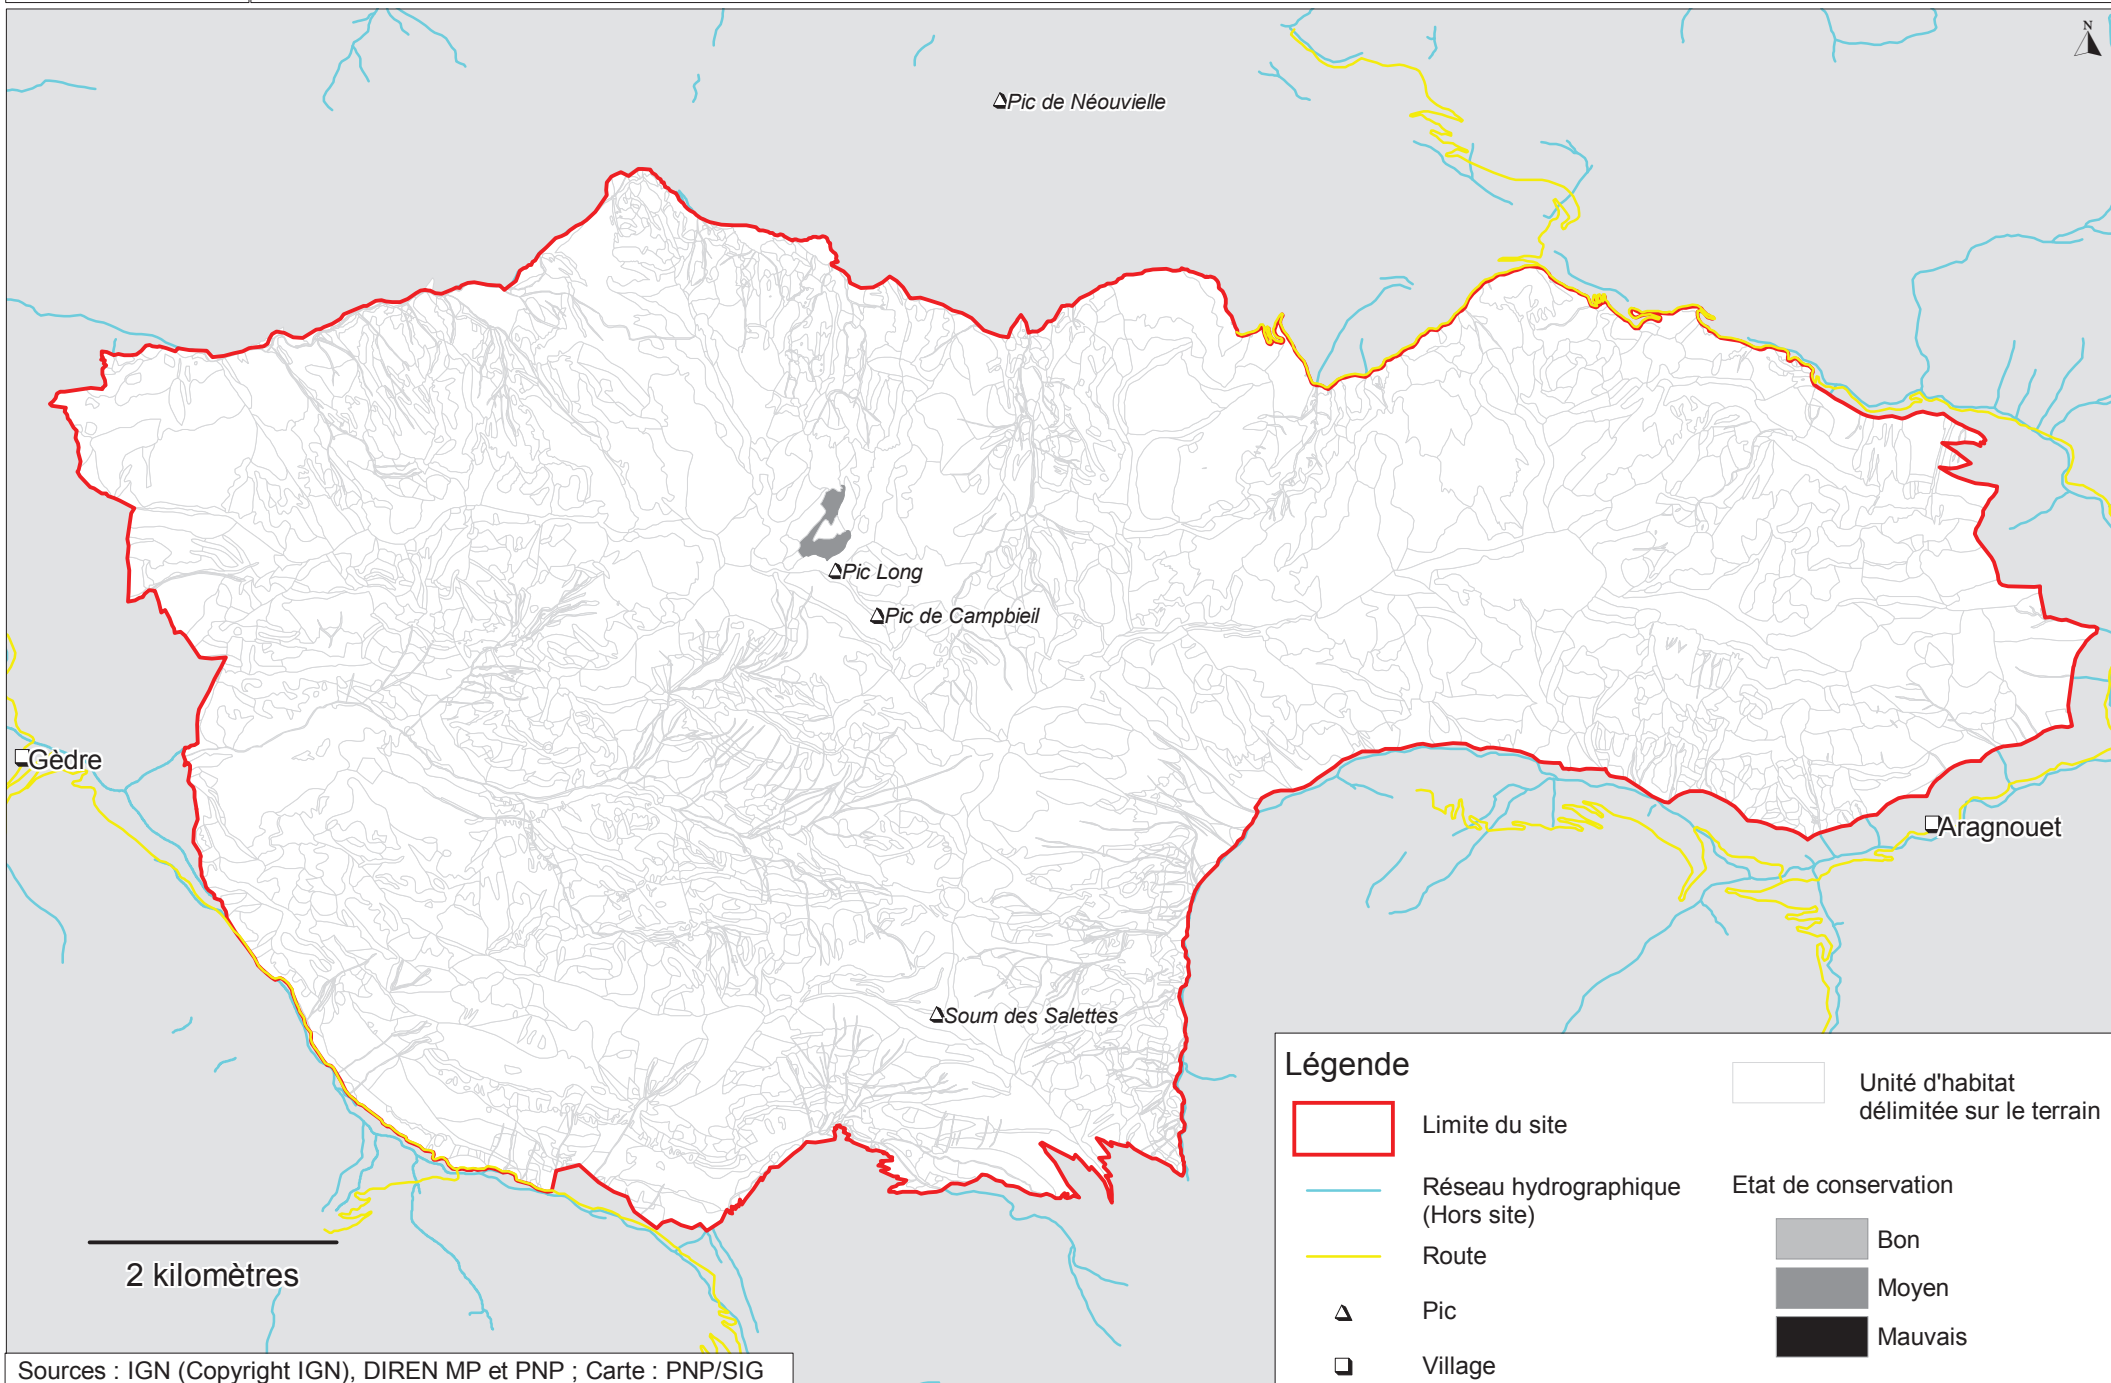 N
Pic de Néouvielle
Pic Long
Pic de Campbieil
Gèdre
Aragnouet
Soum des Salettes
2 kilomètres
Légende
Limite du site
Réseau hydrographique
(Hors site)
Route
Pic
Village
Unité d'habitat
délimitée sur le terrain
Etat de conservation
Bon
Moyen
Mauvais
Sources : IGN (Copyright IGN), DIREN MP et PNP ; Carte : PNP/SIG